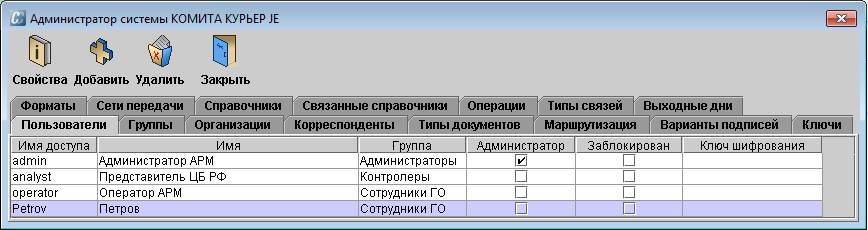 Администратор системы КОМИТА КУРЬЕР JE
Свойства Добавить Удалить Закрыть
Форматы Сети передачи Справочники Связанные справочники Операции Типы связей Выходные дни
Пользователи Группы Организации Корреспонденты Типы документов Маршрутизация Варианты подписей Ключи
Имя доступа Имя Группа Администратор Заблокирован Ключ шифрования
admin Администратор АРМ Администраторы
analyst Представитель ЦБ РФ Контролеры
operator Оператор АРМ Сотрудники ГО
Petrov Петров Сотрудники ГО